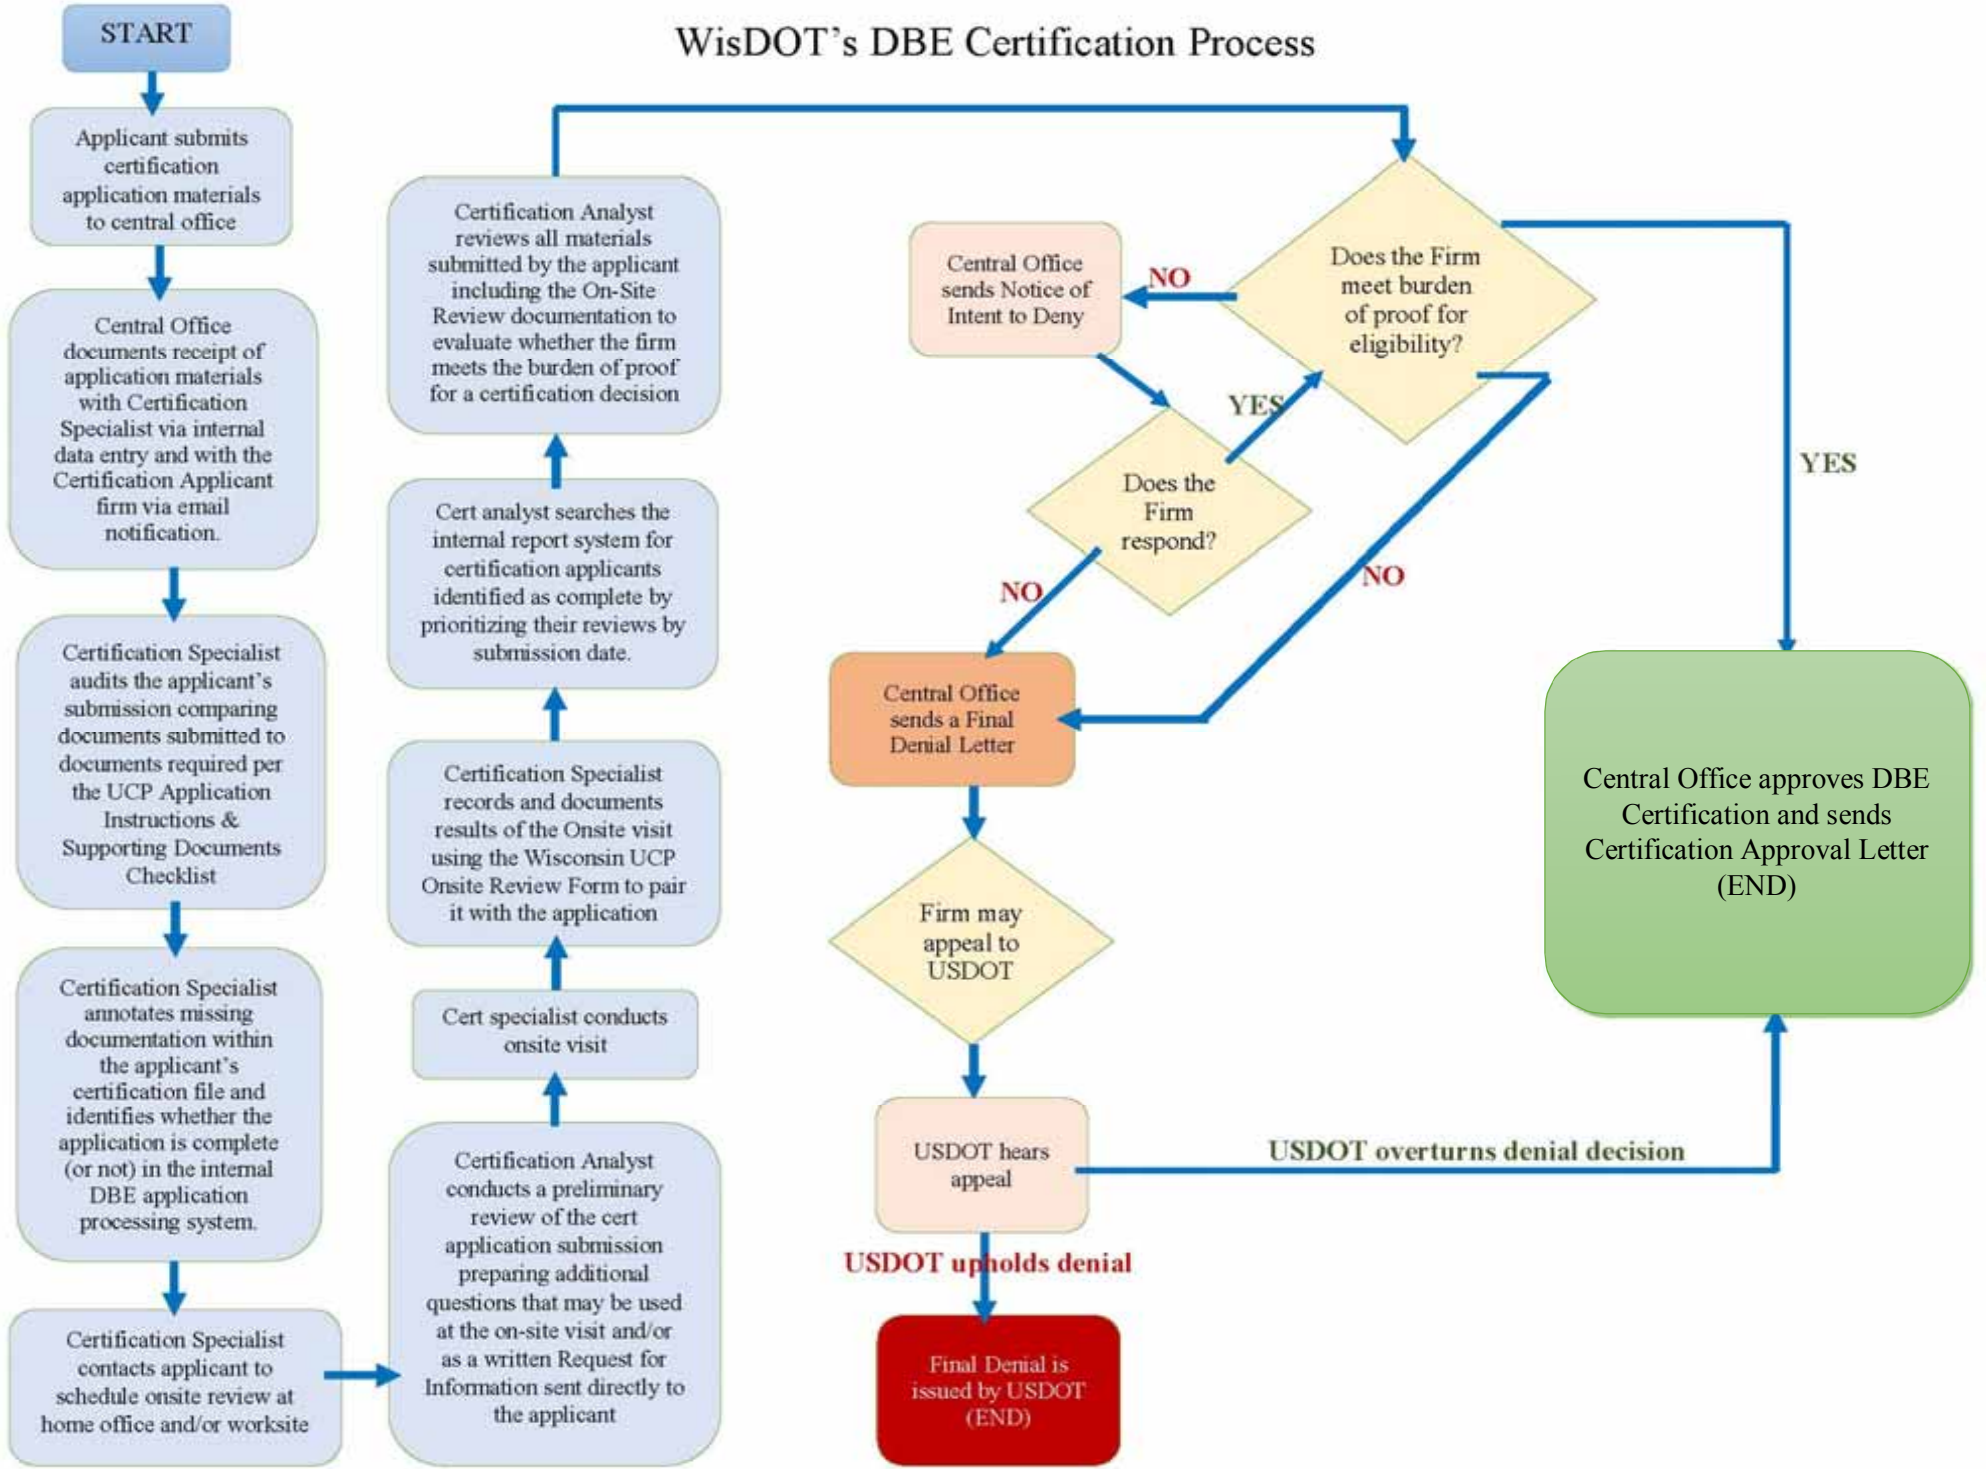 WisDOT’s DBE Certification Process
START
Applicant submits
certification
application materials
to central office
Central Office
documents receipt of
application materials
with Certification
Specialist via internal
data entry and with the
Certification Applicant
firm via email
notification.
Certification Specialist
audits the applicant’s
submission comparing
documents submitted to
documents required per
the UCP Application
Instructions &
Supporting Documents
Checklist
Certification Specialist
annotates missing
documentation within
the applicant’s
certification file and
identifies whether the
application is complete
(or not) in the internal
DBE application
processing system.
Certification Specialist
contacts applicant to
schedule onsite review at
home office and/or worksite
Certification Analyst
conducts a preliminary
review of the cert
application submission
preparing additional
questions that may be used
at the on-site visit and/or
as a written Request for
Information sent directly to
the applicant
Cert specialist conducts
onsite visit
Certification Specialist
records and documents
results of the Onsite visit
using the Wisconsin UCP
Onsite Review Form to pair
it with the application
Cert analyst searches the
internal report system for
certification applicants
identified as complete by
prioritizing their reviews by
submission date.
Certification Analyst
reviews all materials
submitted by the applicant
including the On-Site
Review documentation to
evaluate whether the firm
meets the burden of proof
for a certification decision
Does the Firm
meet burden
of proof for
eligibility?
NO
Central Office
sends Notice of
Intent to Deny
YES
Does the
Firm
respond?
NO
NO
YES
Central Office
sends a Final
Denial Letter
Firm may
appeal to
USDOT
USDOT hears
appeal
USDOT overturns denial decision
USDOT upholds denial
Final Denial is
issued by USDOT
(END)
Central Office approves DBE
Certification and sends
Certification Approval Letter
(END)